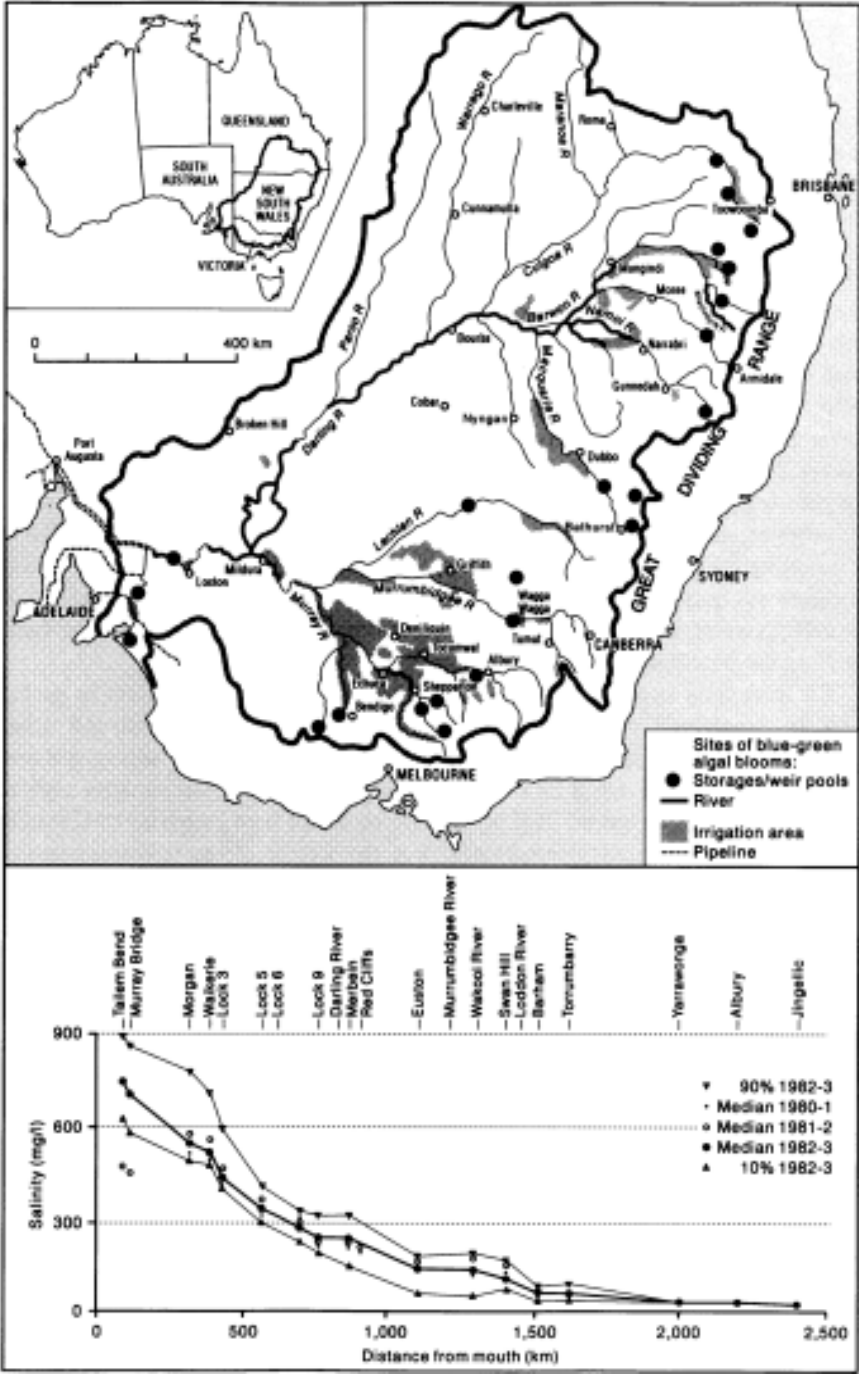 QUEENSLAND
SOUTH
AUSTRALIA
NEW
SOUTH
WALES
VICTORIA
0 400 km
Warrego R
Charleville
Maranoa R
Roma
BRISBANE
Toowoomba
Cunnamulla
Culgoa R
Mungindi
Moree
Barwon R
Namoi R
Paroo R
Bourke
Narrabri
Macquarie R
Gunnedah
Armidale
GREAT DIVIDING RANGE
Cobar
Nyngan
Broken Hill
Darling R
Port
Augusta
Dubbo
Lachlan R
Bathurst
SYDNEY
Loxton
Mildura
Griffith
Murrumbidgee R
Wagga
Wagga
ADELAIDE
Murray R
Deniliquin
Tocumwal
Tumut
CANBERRA
Albury
Echuca
Shepparton
Bendigo
MELBOURNE
Sites of blue-green
algal blooms:
Storages/weir pools
River
Irrigation area
Pipeline
Tailem Bend
Murray Bridge
Morgan
Waikerie
Lock 3
Lock 5
Lock 6
Lock 9
Darling River
Merbein
Red Cliffs
Euston
Murrumbidgee River
Wakool River
Swan Hill
Loddon River
Barham
Torrumbarry
Yarrawonga
Albury
Jingellic
900
600
300
0
Salinity (mg/l)
90% 1982-3
Median 1980-1
Median 1981-2
Median 1982-3
10% 1982-3
0 500 1,000 1,500 2,000 2,500
Distance from mouth (km)